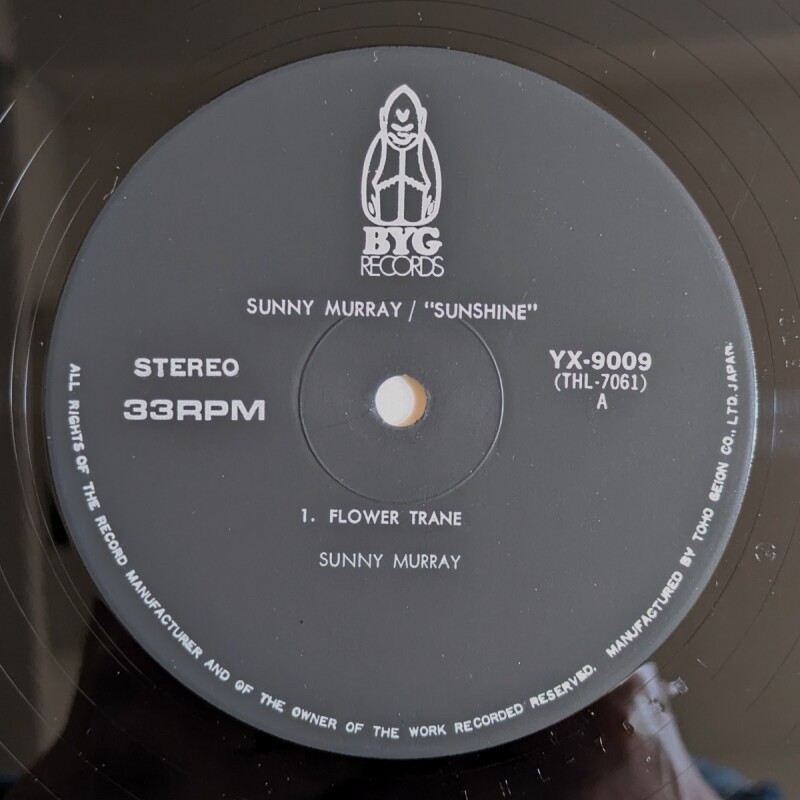 BYG
RECORDS
SUNNY MURRAY / "SUNSHINE"
STEREO
33RPM
YX-9009
(THL-7061)
A
1. FLOWER TRANE
SUNNY MURRAY
ALL RIGHTS OF THE RECORD MANUFACTURER AND OF THE OWNER OF THE WORK RECORDED RESERVED. MANUFACTURED BY TOHO GEION CO., LTD. JAPAN.